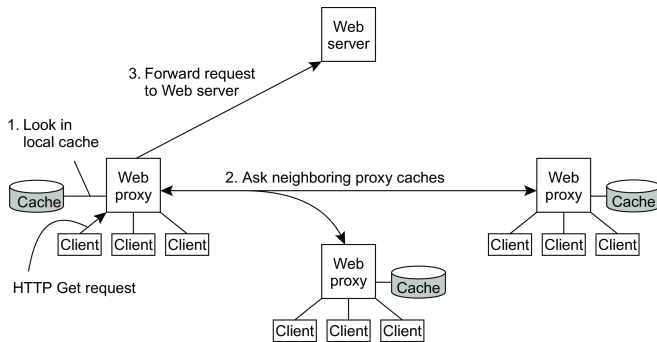 Web
server
3. Forward request
to Web server
1. Look in
local cache
Web
proxy
2. Ask neighboring proxy caches
Web
proxy
Cache
Cache
Client
Client
Client
Client
Client
Client
HTTP Get request
Web
proxy
Cache
Client
Client
Client